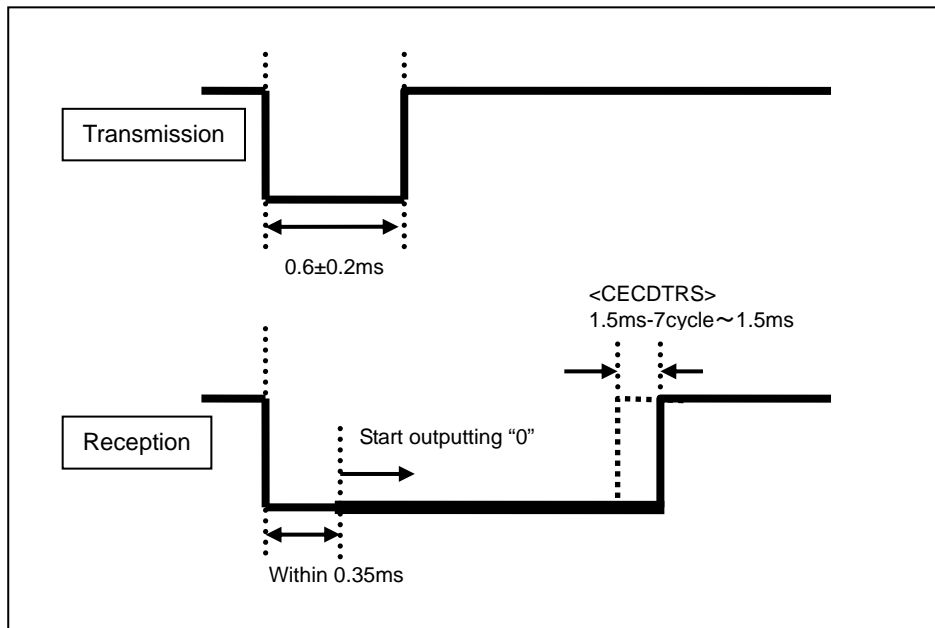 Transmission
0.6±0.2ms
<CECDTRS>
1.5ms-7cycle～1.5ms
Reception
Start outputting “0”
Within 0.35ms